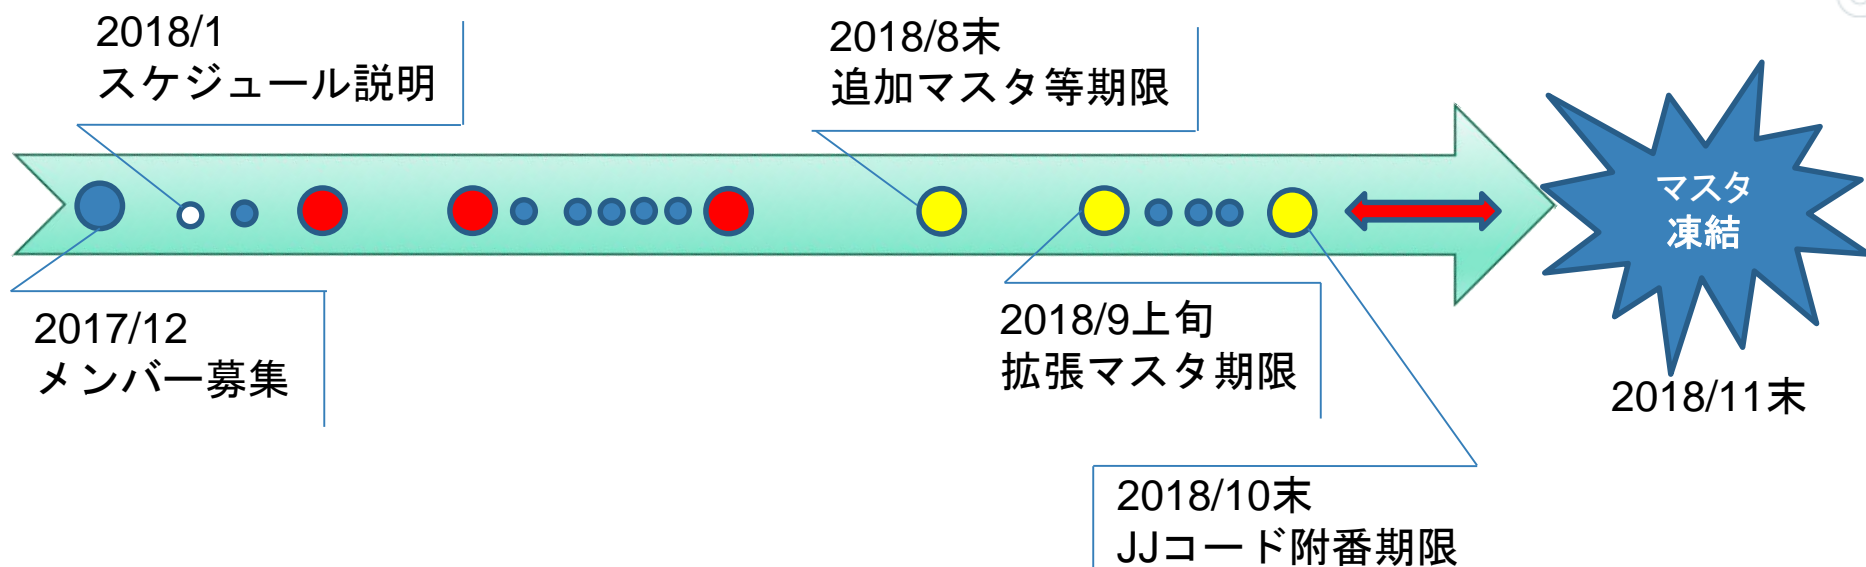 2018/1
スケジュール説明
2018/8末
追加マスタ等期限
マスタ
凍結
2017/12
メンバー募集
2018/9上旬
拡張マスタ期限
2018/11末
2018/10末
JJコード附番期限